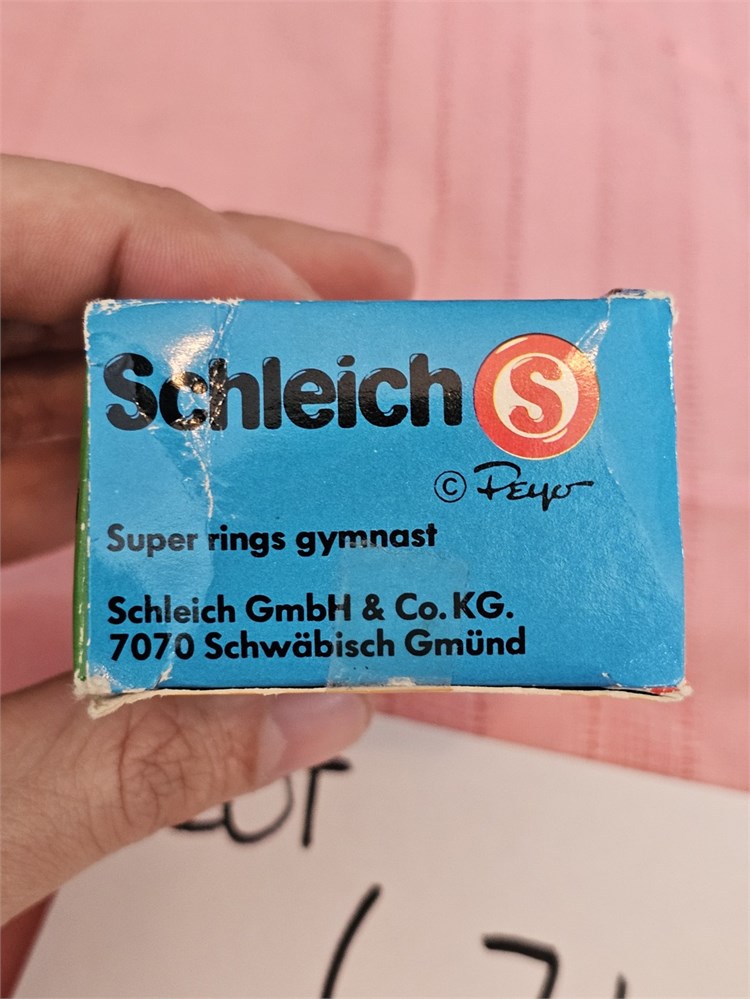 Schleich S
© Peyo
Super rings gymnast
Schleich GmbH & Co. KG.
7070 Schwäbisch Gmünd